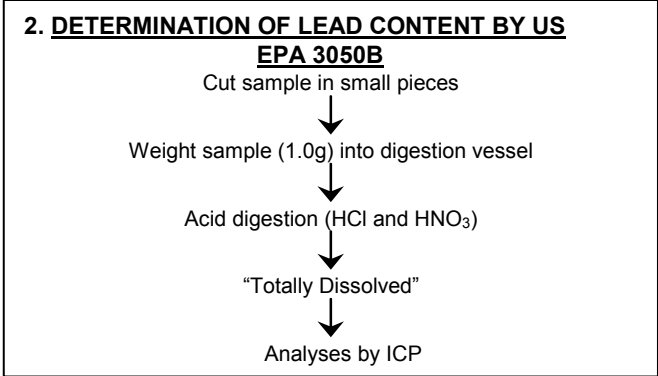 2. DETERMINATION OF LEAD CONTENT BY US
EPA 3050B
Cut sample in small pieces
Weight sample (1.0g) into digestion vessel
Acid digestion (HCl and HNO₃)
“Totally Dissolved”
Analyses by ICP